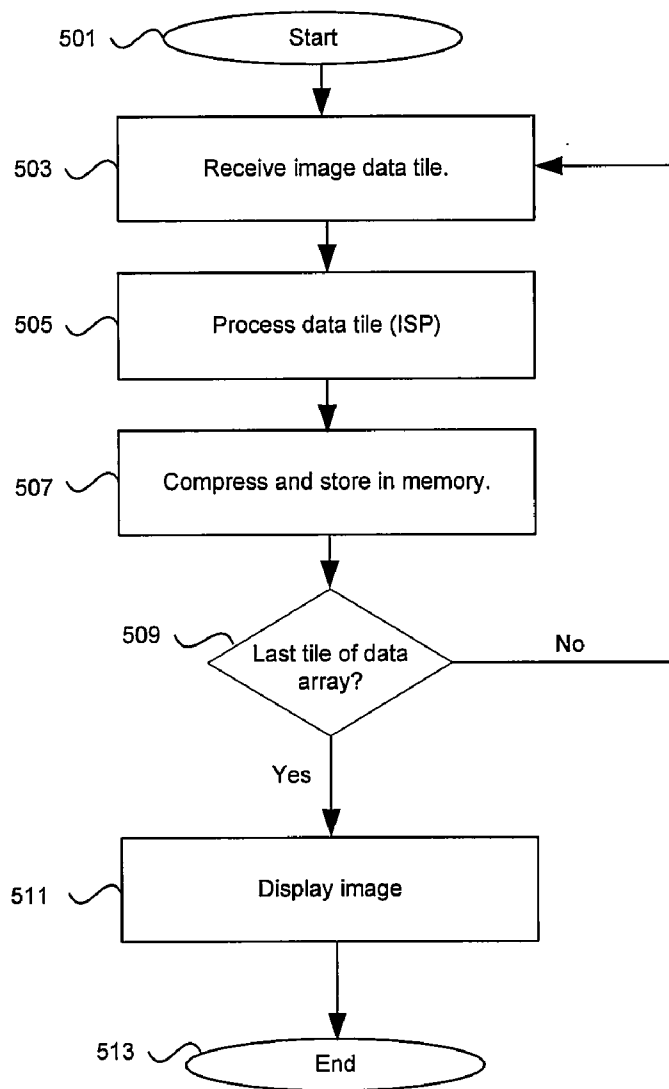 501
Start
503
Receive image data tile.
505
Process data tile (ISP)
507
Compress and store in memory.
509
Last tile of data
array?
No
Yes
511
Display image
513
End